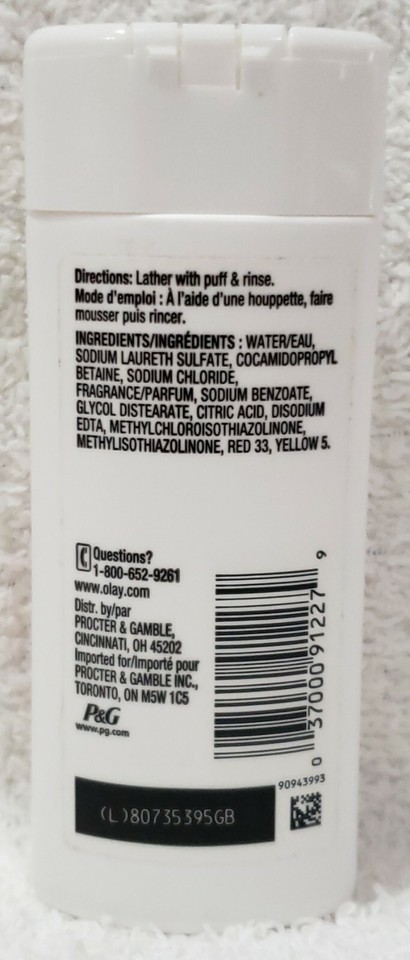 Directions: Lather with puff & rinse.
Mode d'emploi : À l'aide d'une houppette, faire
mousser puis rincer.
INGREDIENTS/INGRÉDIENTS : WATER/EAU,
SODIUM LAURETH SULFATE, COCAMIDOPROPYL
BETAINE, SODIUM CHLORIDE,
FRAGRANCE/PARFUM, SODIUM BENZOATE,
GLYCOL DISTEARATE, CITRIC ACID, DISODIUM
EDTA, METHYLCHLOROISOTHIAZOLINONE,
METHYLISOTHIAZOLINONE, RED 33, YELLOW 5.
Questions?
1-800-652-9261
www.olay.com
Distr. by/par
PROCTER & GAMBLE,
CINCINNATI, OH 45202
Imported for/Importé pour
PROCTER & GAMBLE INC.,
TORONTO, ON M5W 1C5
P&G
www.pg.com
0 37000 91227 9
90943993
(L)80735395GB